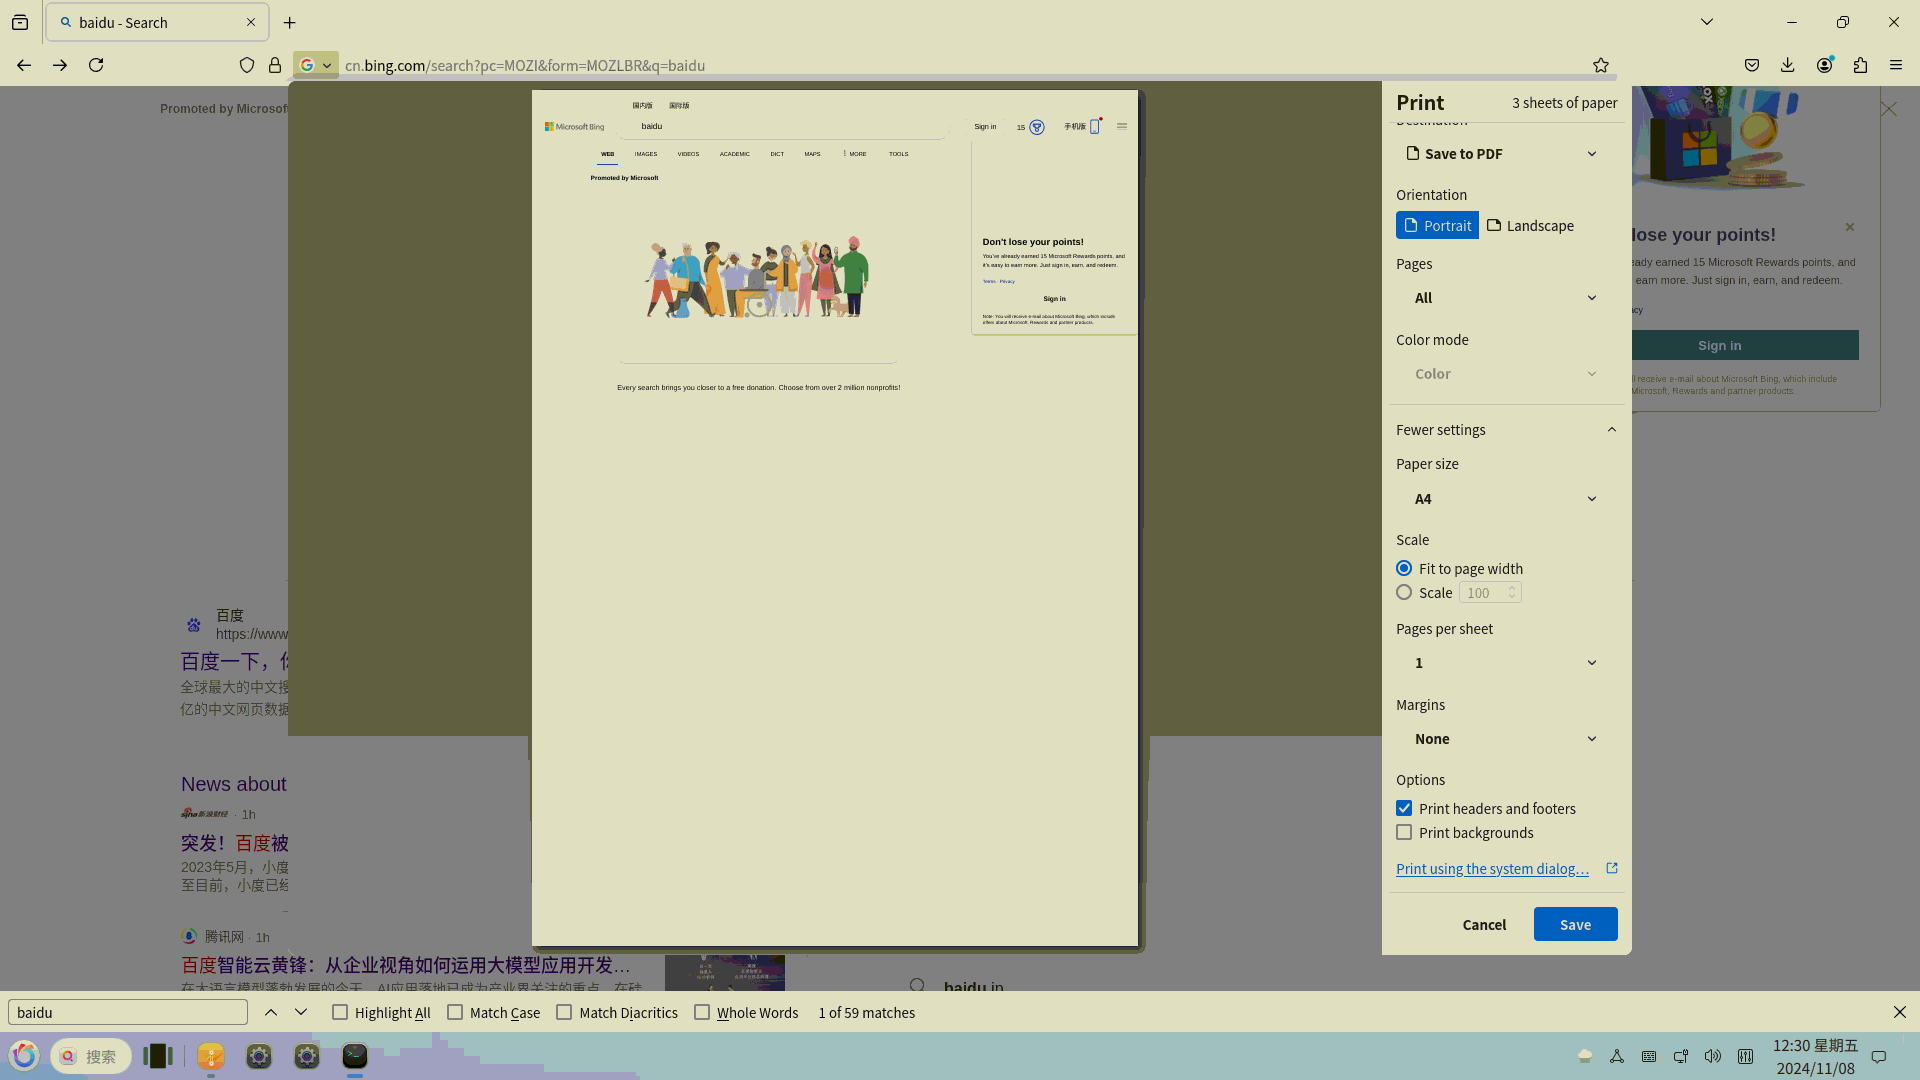 baidu - Search
cn.bing.com/search?pc=MOZI&form=MOZLBR&q=baidu
Promoted by Microsoft
国内版 国际版
Microsoft Bing baidu Sign in 15 手机版
WEB IMAGES VIDEOS ACADEMIC DICT MAPS MORE TOOLS
Promoted by Microsoft
Don't lose your points!
You've already earned 15 Microsoft Rewards points, and
it's easy to earn more. Just sign in, earn, and redeem.
Terms · Privacy
Sign in
Note: You will receive e-mail about Microsoft Bing, which include
offers about Microsoft, Rewards and partner products.
Every search brings you closer to a free donation. Choose from over 2 million nonprofits!
Print 3 sheets of paper
Destination
Save to PDF
Orientation
Portrait Landscape
Pages
All
Color mode
Color
Fewer settings
Paper size
A4
Scale
Fit to page width
Scale 100
Pages per sheet
1
Margins
None
Options
Print headers and footers
Print backgrounds
Print using the system dialog…
Cancel Save
lose your points!
eady earned 15 Microsoft Rewards points, and
earn more. Just sign in, earn, and redeem.
acy
Sign in
ll receive e-mail about Microsoft Bing, which include
Microsoft, Rewards and partner products.
百度
https://www
百度一下，
全球最大的中文搜
亿的中文网页数据
News about
sina新浪财经 · 1h
突发！百度被
2023年5月，小度
至目前，小度已经
腾讯网 · 1h
百度智能云黄锋：从企业视角如何运用大模型应用开发…
在大语言模型蓬勃发展的今天，AI应用落地已成为产业界关注的重点。在硅
baidu in
baidu Highlight All Match Case Match Diacritics Whole Words 1 of 59 matches
搜索
12:30 星期五
2024/11/08